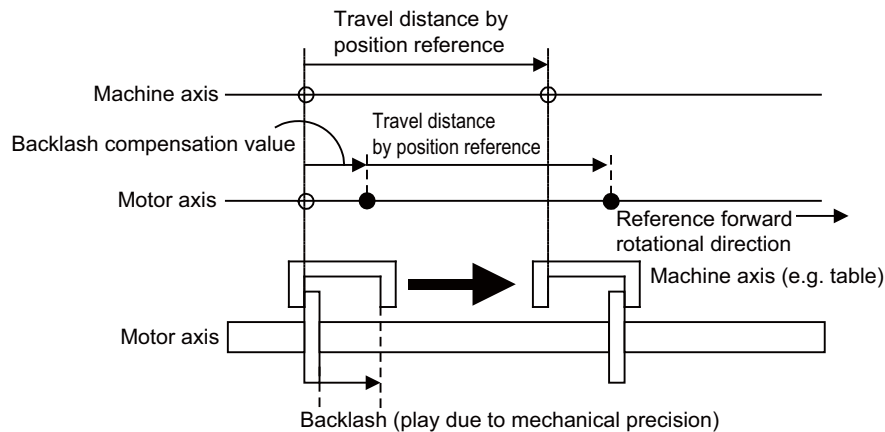 Travel distance by
position reference
Machine axis
Travel distance
by position reference
Backlash compensation value
Motor axis
Reference forward
rotational direction
Machine axis (e.g. table)
Motor axis
Backlash (play due to mechanical precision)